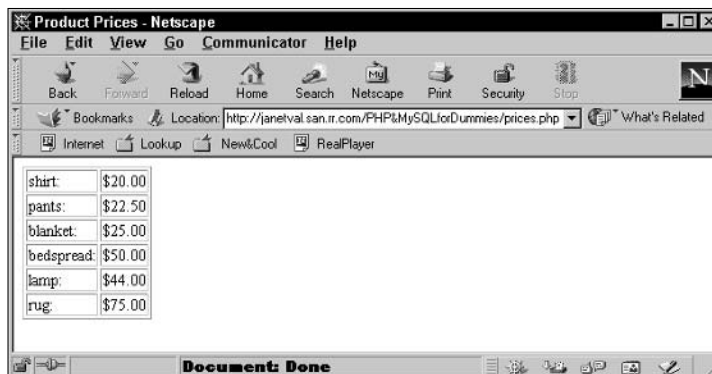 Product Prices - Netscape
File Edit View Go Communicator Help
Back Forward Reload Home Search Netscape Print Security Stop
Bookmarks Location: http://janetval.san.rr.com/PHP&MySQLforDummies/prices.php What's Related
Internet Lookup New&Cool RealPlayer
shirt: $20.00
pants: $22.50
blanket: $25.00
bedspread: $50.00
lamp: $44.00
rug: $75.00
Document: Done